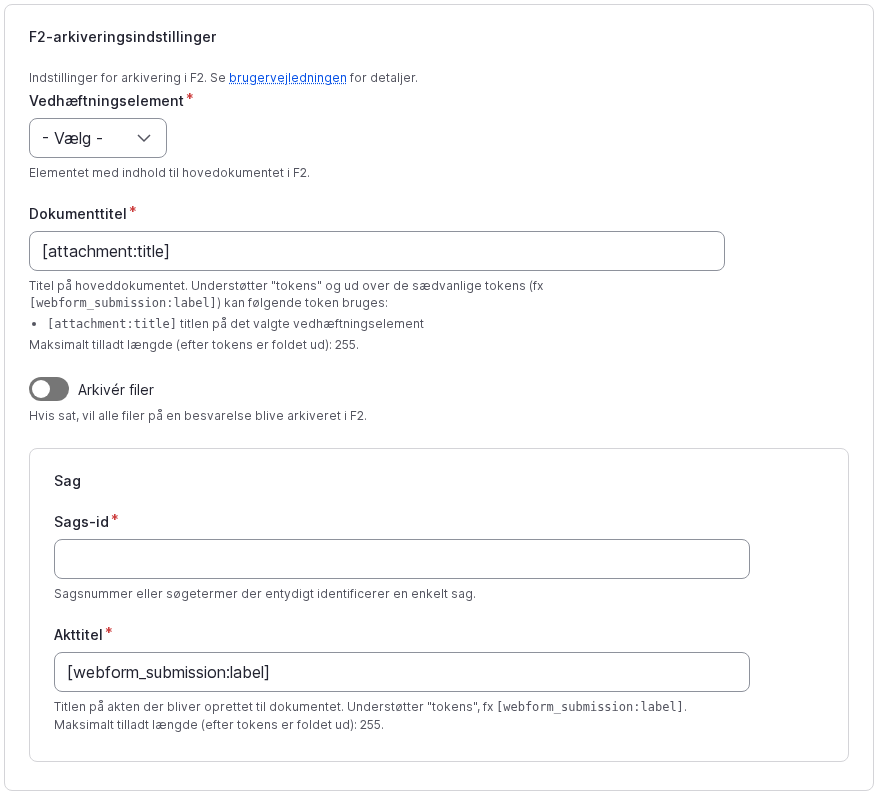 F2-arkiveringsindstillinger
Indstillinger for arkivering i F2. Se brugervejledningen for detaljer.
Vedhæftningselement*
- Vælg -
Elementet med indhold til hovedokumentet i F2.
Dokumenttitel*
[attachment:title]
Titel på hoveddokumentet. Understøtter "tokens" og ud over de sædvanlige tokens (fx
[webform_submission:label]) kan følgende token bruges:
• [attachment:title] titlen på det valgte vedhæftningselement
Maksimalt tilladt længde (efter tokens er foldet ud): 255.
Arkivér filer
Hvis sat, vil alle filer på en besvarelse blive arkiveret i F2.
Sag
Sags-id*
Sagsnummer eller søgetermer der entydigt identificerer en enkelt sag.
Akttitel*
[webform_submission:label]
Titlen på akten der bliver oprettet til dokumentet. Understøtter "tokens", fx [webform_submission:label].
Maksimalt tilladt længde (efter tokens er foldet ud): 255.